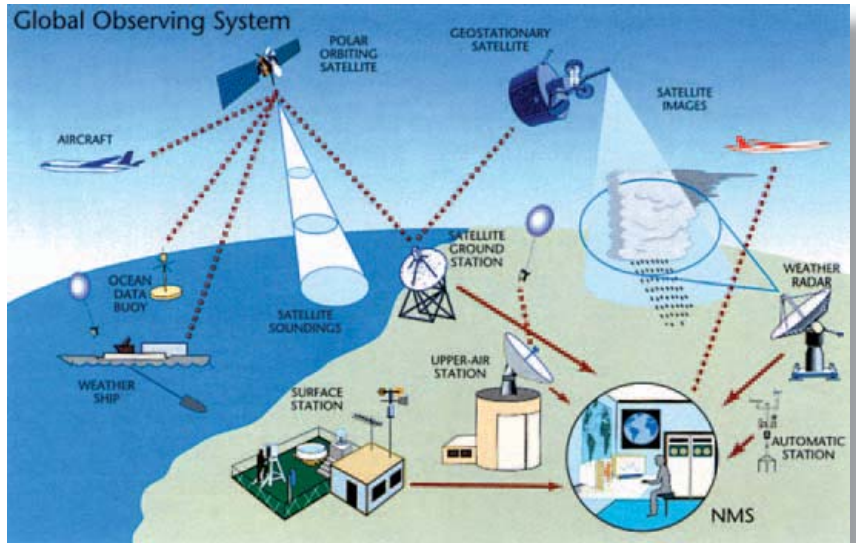 Global Observing System
POLAR
ORBITING
SATELLITE
GEOSTATIONARY
SATELLITE
SATELLITE
IMAGES
AIRCRAFT
SATELLITE
GROUND
STATION
OCEAN
DATA
BUOY
SATELLITE
SOUNDINGS
WEATHER
RADAR
WEATHER
SHIP
UPPER-AIR
STATION
SURFACE
STATION
AUTOMATIC
STATION
NMS